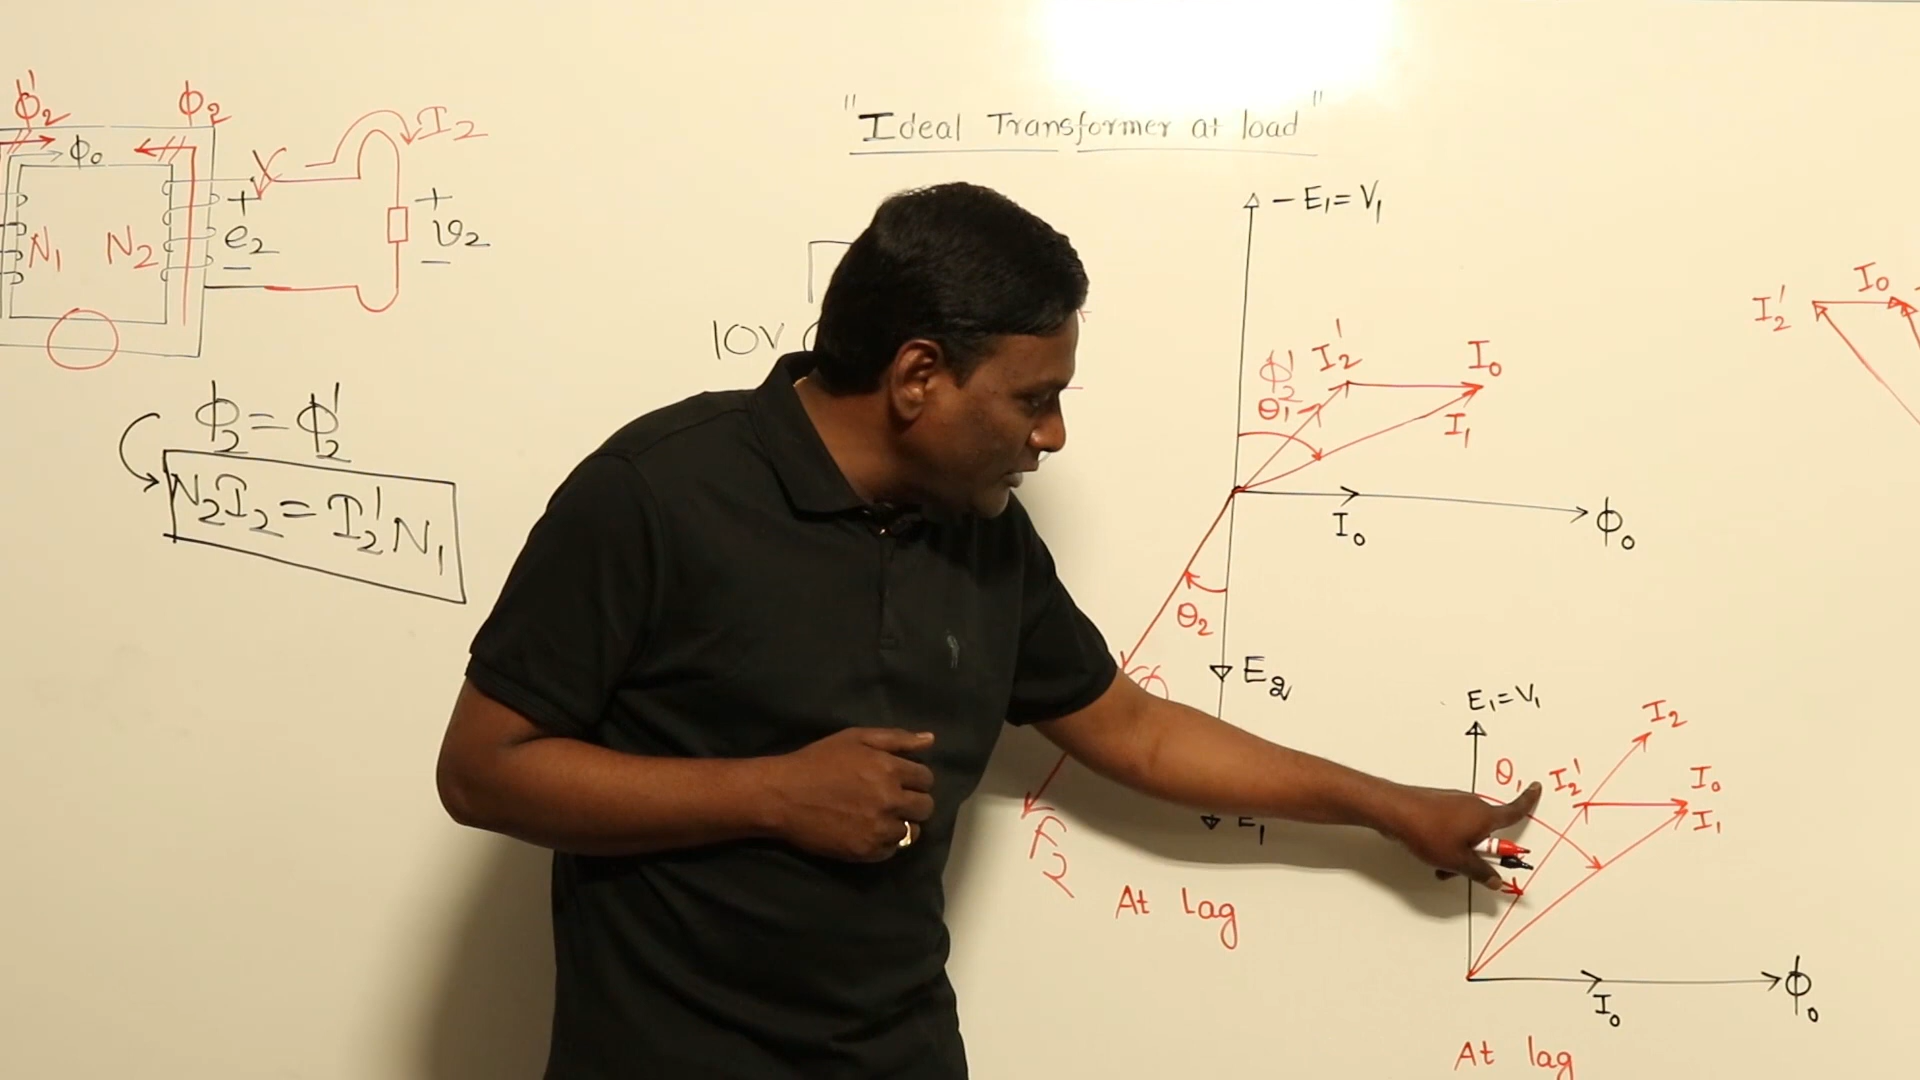 "Ideal Transformer at load"
ϕ₂'
ϕ₂
I₂
ϕ₀
+
e₂
−
+
v₂
−
N₁
N₂
ϕ₂ = ϕ₂'
N₂I₂ = I₂'N₁
10V
−E₁=V₁
ϕ₂'
I₂'
I₀
θ₁
I₁
I₀
ϕ₀
θ₂
E₂
E₁
F₂
At lag
I₂'
I₀
E₁=V₁
I₂
θ₁
I₂'
I₀
I₁
I₀
ϕ₀
At lag